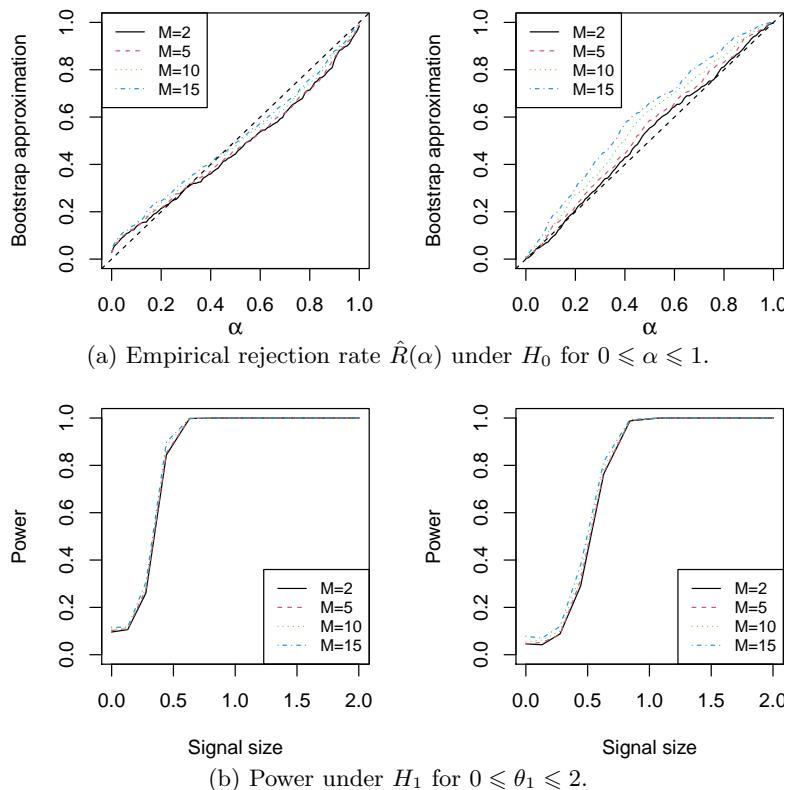 Bootstrap approximation
0.0 0.2 0.4 0.6 0.8 1.0
M=2
M=5
M=10
M=15
0.0 0.2 0.4 0.6 0.8 1.0
α
Bootstrap approximation
0.0 0.2 0.4 0.6 0.8 1.0
M=2
M=5
M=10
M=15
0.0 0.2 0.4 0.6 0.8 1.0
α
(a) Empirical rejection rate R̂(α) under H₀ for 0 ⩽ α ⩽ 1.
Power
0.0 0.2 0.4 0.6 0.8 1.0
M=2
M=5
M=10
M=15
0.0 0.5 1.0 1.5 2.0
Signal size
Power
0.0 0.2 0.4 0.6 0.8 1.0
M=2
M=5
M=10
M=15
0.0 0.5 1.0 1.5 2.0
Signal size
(b) Power under H₁ for 0 ⩽ θ₁ ⩽ 2.